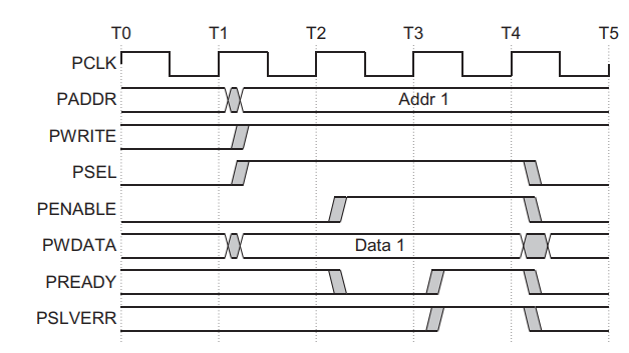 T0 T1 T2 T3 T4 T5
PCLK
PADDR Addr 1
PWRITE
PSEL
PENABLE
PWDATA Data 1
PREADY
PSLVERR